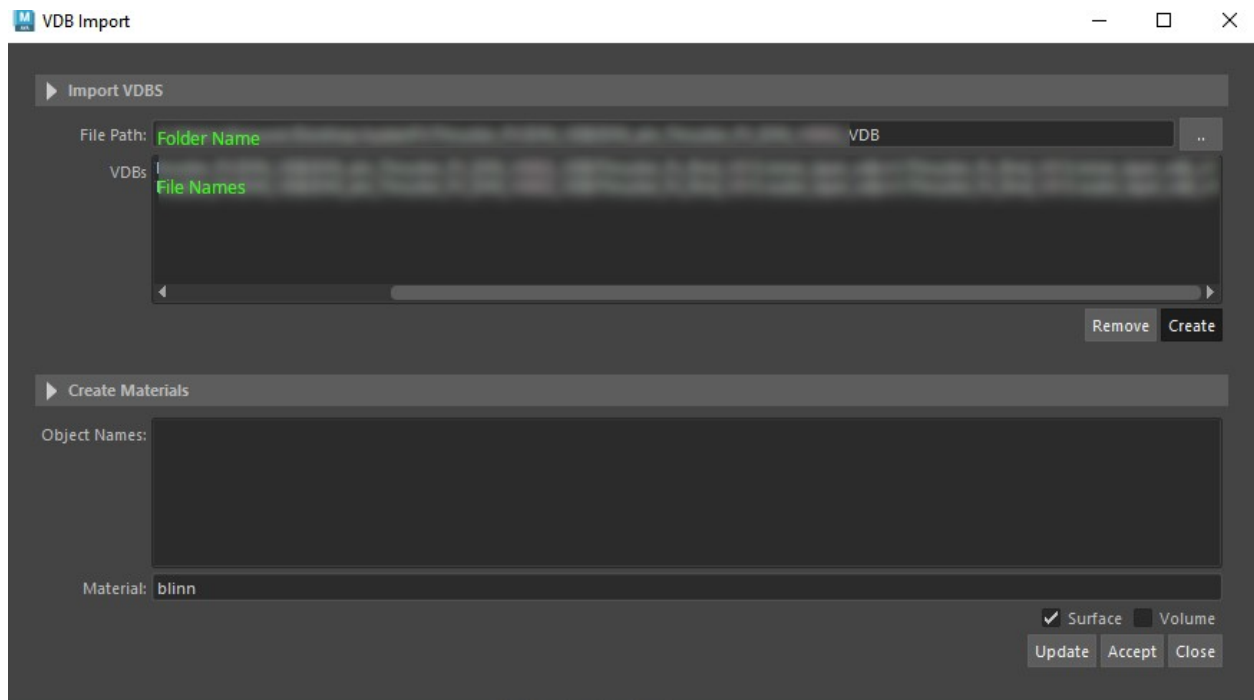 VDB Import
Import VDBS
File Path: Folder Name VDB ..
VDBs
File Names
Remove Create
Create Materials
Object Names:
Material: blinn
Surface Volume
Update Accept Close